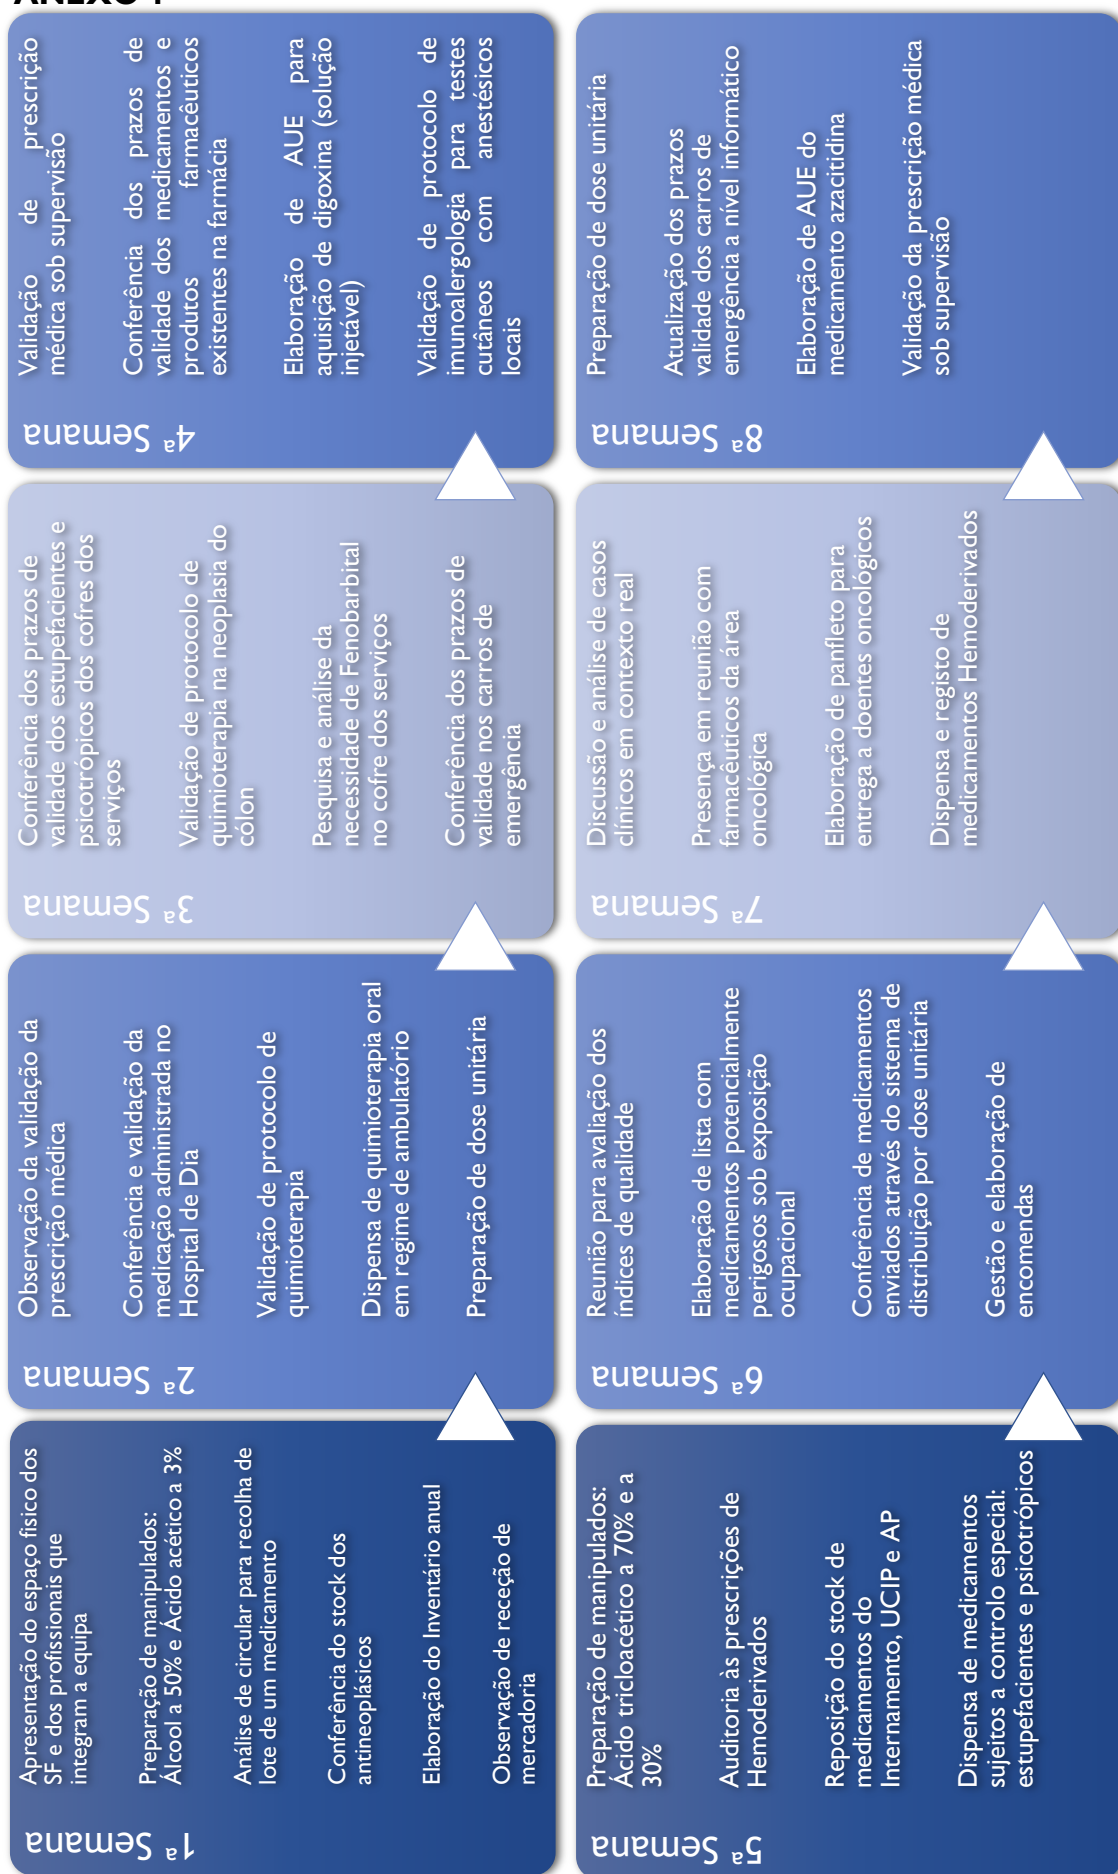 ANEXO I
1ª Semana
Apresentação do espaço físico dos
SF e dos profissionais que
integram a equipa
Preparação de manipulados:
Álcool a 50% e Ácido acético a 3%
Análise de circular para recolha de
lote de um medicamento
Conferência do stock dos
antineoplásicos
Elaboração do Inventário anual
Observação de receção de
mercadoria
2ª Semana
Observação da validação da
prescrição médica
Conferência e validação da
medicação administrada no
Hospital de Dia
Validação de protocolo de
quimioterapia
Dispensa de quimioterapia oral
em regime de ambulatório
Preparação de dose unitária
3ª Semana
Conferência dos prazos de
validade dos estupefacientes e
psicotrópicos dos cofres dos
serviços
Validação de protocolo de
quimioterapia na neoplasia do
cólon
Pesquisa e análise da
necessidade de Fenobarbital
no cofre dos serviços
Conferência dos prazos de
validade nos carros de
emergência
4ª Semana
Validação de prescrição
médica sob supervisão
Conferência dos prazos de
validade dos medicamentos e
produtos farmacêuticos
existentes na farmácia
Elaboração de AUE para
aquisição de digoxina (solução
injetável)
Validação de protocolo de
imunoalergologia para testes
cutâneos com anestésicos
locais
5ª Semana
Preparação de manipulados:
Ácido tricloacético a 70% e a
30%
Auditoria às prescrições de
Hemoderivados
Reposição do stock de
medicamentos do
Internamento, UCIP e AP
Dispensa de medicamentos
sujeitos a controlo especial:
estupefacientes e psicotrópicos
6ª Semana
Reunião para avaliação dos
índices de qualidade
Elaboração de lista com
medicamentos potencialmente
perigosos sob exposição
ocupacional
Conferência de medicamentos
enviados através do sistema de
distribuição por dose unitária
Gestão e elaboração de
encomendas
7ª Semana
Discussão e análise de casos
clínicos em contexto real
Presença em reunião com
farmacêuticos da área
oncológica
Elaboração de panfleto para
entrega a doentes oncológicos
Dispensa e registo de
medicamentos Hemoderivados
8ª Semana
Preparação de dose unitária
Atualização dos prazos
validade dos carros de
emergência a nível informático
Elaboração de AUE do
medicamento azacitidina
Validação da prescrição médica
sob supervisão